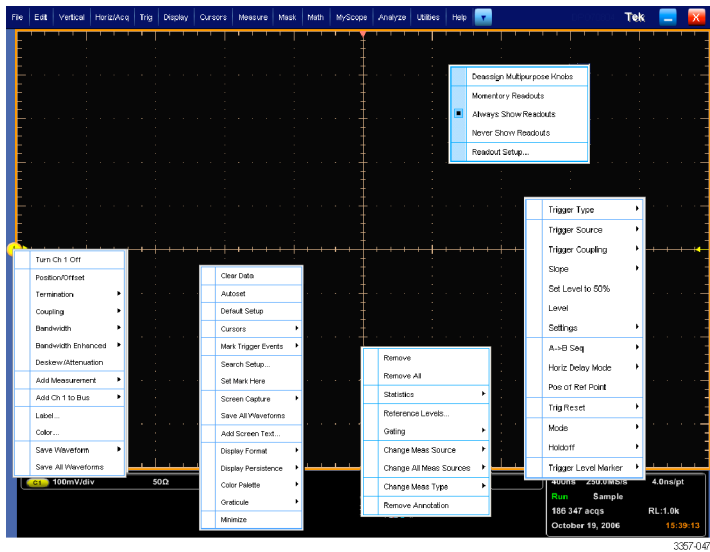 File Edit Vertical Horiz/Acq Trig Display Cursors Measure Mask Math MyScope Analyze Utilities Help Tek
Deassign Multipurpose Knobs
Momentory Readouts
Always Show Readouts
Never Show Readouts
Readout Setup...
Trigger Type
Trigger Source
Trigger Coupling
Slope
Set Level to 50%
Level
Settings
A->B Seq
Horiz Delay Mode
Pos of Ref Point
Trig Reset
Mode
Holdoff
Trigger Level Marker
Turn Ch 1 Off
Position/Offset
Termination
Coupling
Bandwidth
Bandwidth Enhanced
Deskew/Attenuation
Add Measurement
Add Ch 1 to Bus
Label...
Color...
Save Waveform
Save All Waveforms
Clear Data
Autoset
Default Setup
Cursors
Mark Trigger Events
Search Setup...
Set Mark Here
Screen Capture
Save All Waveforms
Add Screen Text...
Display Format
Display Persistence
Color Palette
Graticule
Minimize
Remove
Remove All
Statistics
Reference Levels...
Gating
Change Meas Source
Change All Meas Sources
Change Meas Type
Remove Annotation
C1 100mV/div 50Ω
400ns 250.0MS/s 4.0ns/pt
Run Sample
186 347 acqs RL:1.0k
October 19, 2006 15:39:13
3357-047